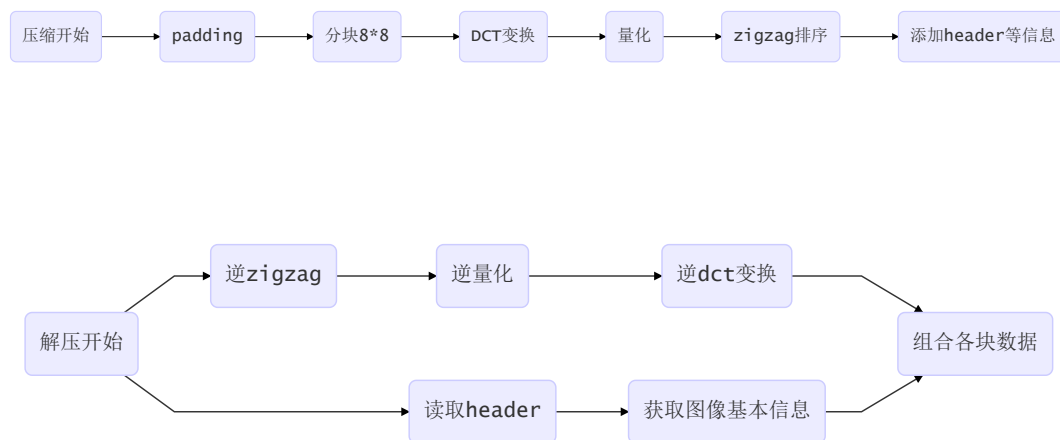 压缩开始
padding
分块8*8
DCT变换
量化
zigzag排序
添加header等信息
逆zigzag
逆量化
逆dct变换
解压开始
组合各块数据
读取header
获取图像基本信息